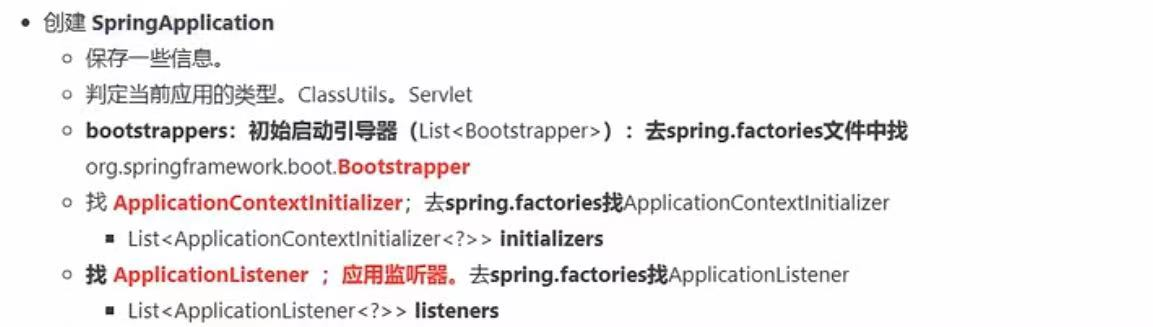 创建 SpringApplication
保存一些信息。
判定当前应用的类型。ClassUtils。Servlet
bootstrappers：初始启动引导器（List<Bootstrapper>）：去spring.factories文件中找
org.springframework.boot.Bootstrapper
找 ApplicationContextInitializer；去spring.factories找ApplicationContextInitializer
List<ApplicationContextInitializer<?>> initializers
找 ApplicationListener ；应用监听器。去spring.factories找ApplicationListener
List<ApplicationListener<?>> listeners